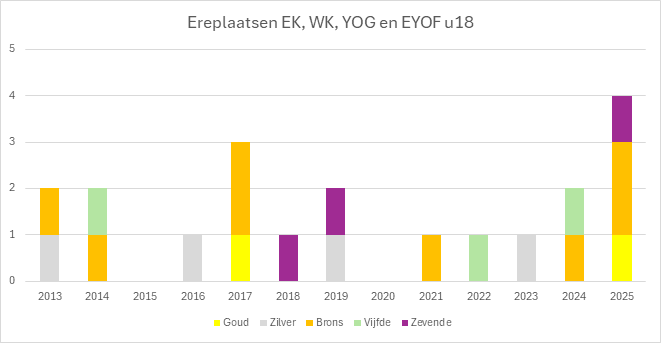 Ereplaatsen EK, WK, YOG en EYOF u18
5
4
3
2
1
0
2013 2014 2015 2016 2017 2018 2019 2020 2021 2022 2023 2024 2025
Goud Zilver Brons Vijfde Zevende